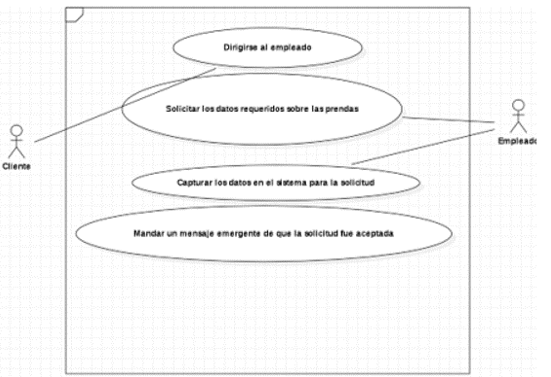 Dirigirse al empleado
Solicitar los datos requeridos sobre las prendas
Cliente
Empleado
Capturar los datos en el sistema para la solicitud
Mandar un mensaje emergente de que la solicitud fue aceptada